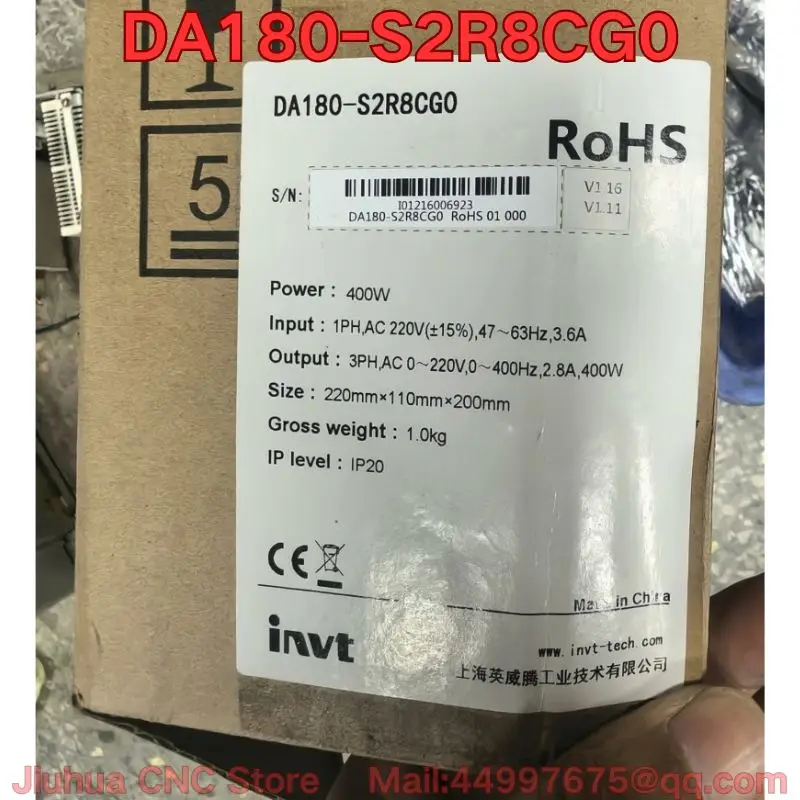 DA180-S2R8CG0
DA180-S2R8CG0
RoHS
S/N:
I01216006923
DA180-S2R8CG0 RoHS 01 000
V1.16
V1.11
5
Power : 400W
Input : 1PH,AC 220V(±15%),47～63Hz,3.6A
Output : 3PH,AC 0～220V,0～400Hz,2.8A,400W
Size : 220mm×110mm×200mm
Gross weight : 1.0kg
IP level : IP20
CE
Made in China
invt
www.invt-tech.com
上海英威腾工业技术有限公司
Jiuhua CNC Store Mail:44997675@qq.com